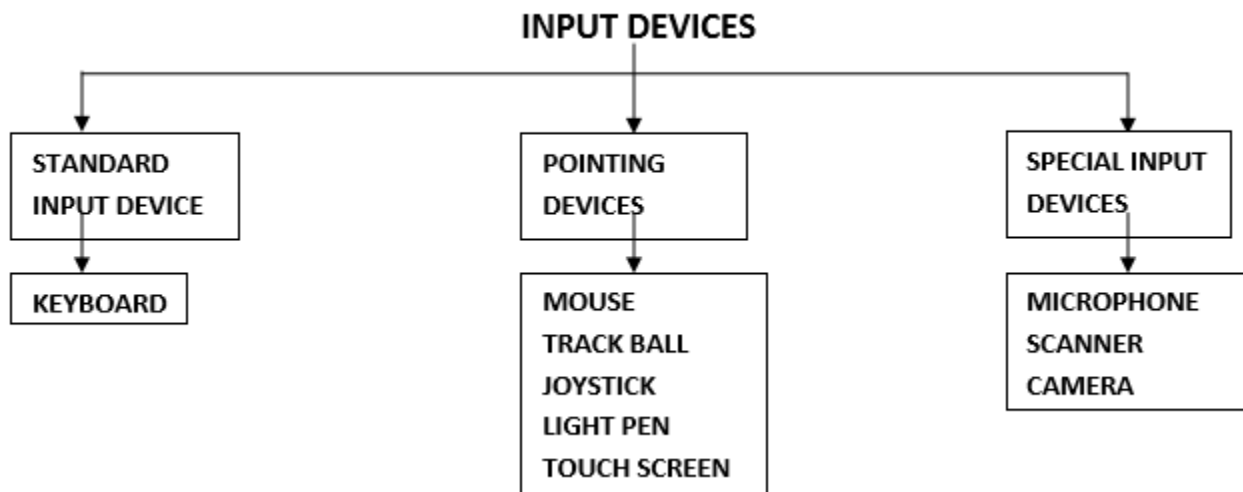 INPUT DEVICES
STANDARD
INPUT DEVICE
KEYBOARD
POINTING
DEVICES
MOUSE
TRACK BALL
JOYSTICK
LIGHT PEN
TOUCH SCREEN
SPECIAL INPUT
DEVICES
MICROPHONE
SCANNER
CAMERA